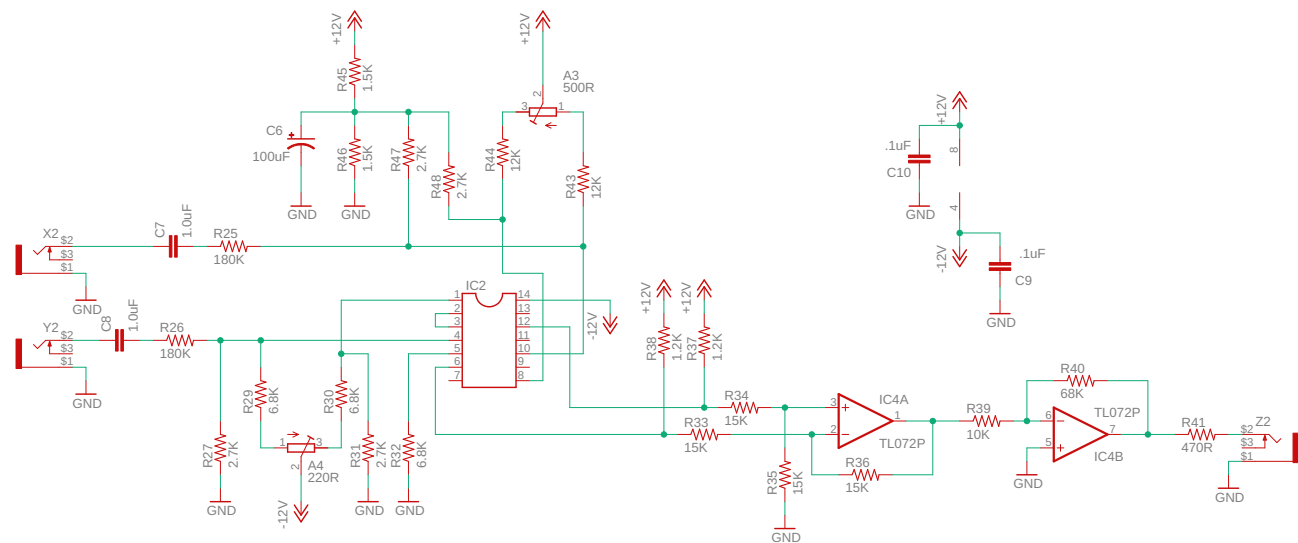 +12V
R45
1.5K
C6
100uF
R46
1.5K
R47
2.7K
R48
2.7K
GND
GND
+12V
A3
500R
3
2
1
R44
12K
R43
12K
+12V
.1uF
C10
8
GND
4
-12V
.1uF
C9
GND
X2
$2
$3
$1
GND
C7
1.0uF
R25
180K
Y2
$2
$3
$1
GND
C8
1.0uF
R26
180K
R29
6.8K
R30
6.8K
R27
2.7K
1
3
2
A4
220R
R31
2.7K
R32
6.8K
GND
-12V
GND
GND
IC2
1
2
3
4
5
6
7
14
13
12
11
10
9
8
-12V
+12V
+12V
R38
1.2K
R37
1.2K
R34
15K
R33
15K
R35
15K
GND
3
2
1
+
−
IC4A
TL072P
R36
15K
R39
10K
R40
68K
6
5
7
−
+
TL072P
IC4B
GND
R41
470R
Z2
$2
$3
$1
GND